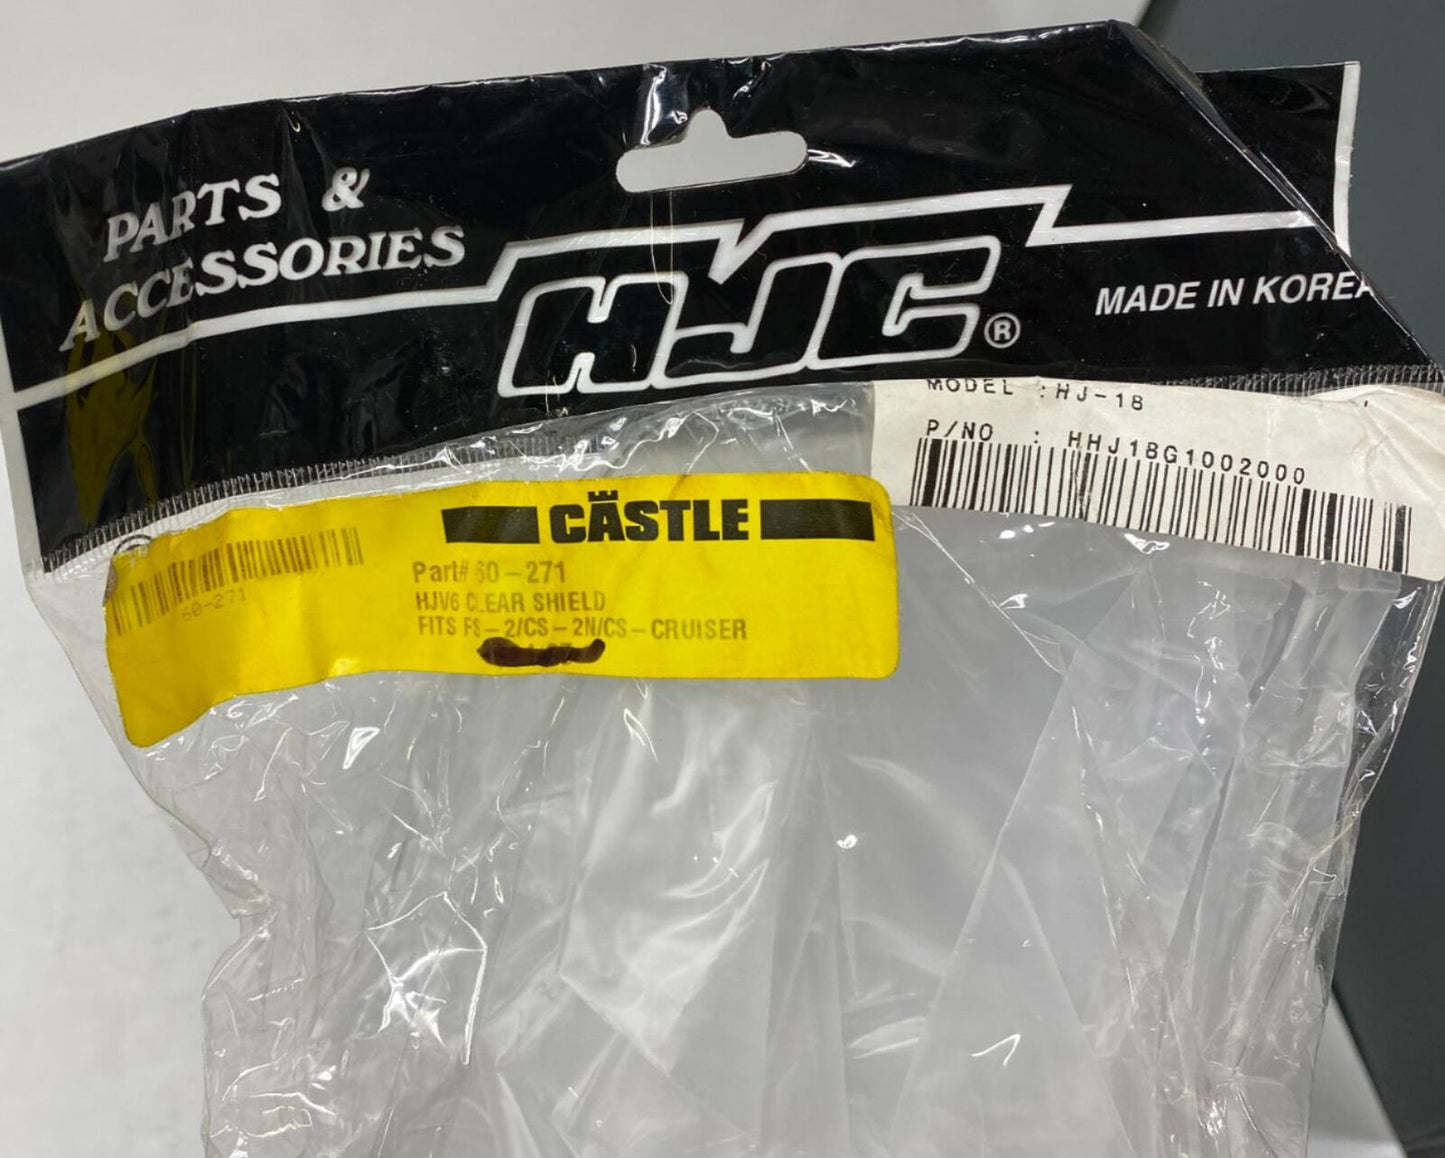 PARTS &
ACCESSORIES
HJC®
MADE IN KOREA
MODEL :HJ-18
P/NO : HHJ18G1002000
CASTLE
60-271
Part# 60-271
HJV6 CLEAR SHIELD
FITS FS-2/CS-2N/CS-CRUISER